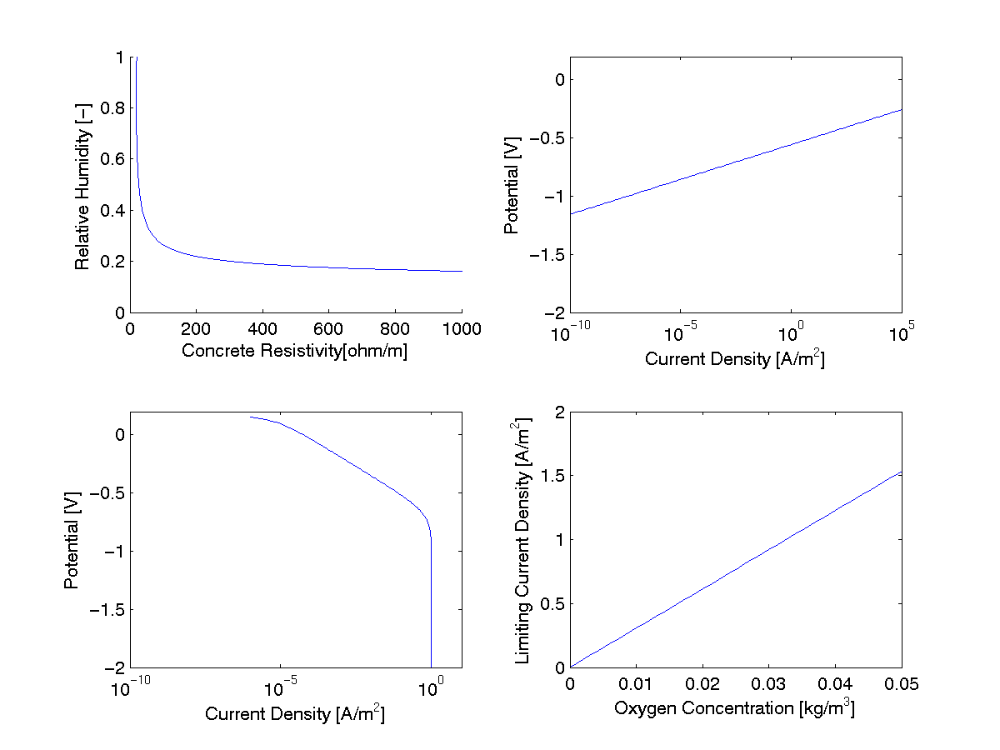 1
0.8
0.6
0.4
0.2
0
Relative Humidity [−]
0 200 400 600 800 1000
Concrete Resistivity[ohm/m]
0
−0.5
−1
−1.5
−2
Potential [V]
10^−10 10^−5 10^0 10^5
Current Density [A/m^2]
0
−0.5
−1
−1.5
−2
Potential [V]
10^−10 10^−5 10^0
Current Density [A/m^2]
2
1.5
1
0.5
0
Limiting Current Density [A/m^2]
0 0.01 0.02 0.03 0.04 0.05
Oxygen Concentration [kg/m^3]